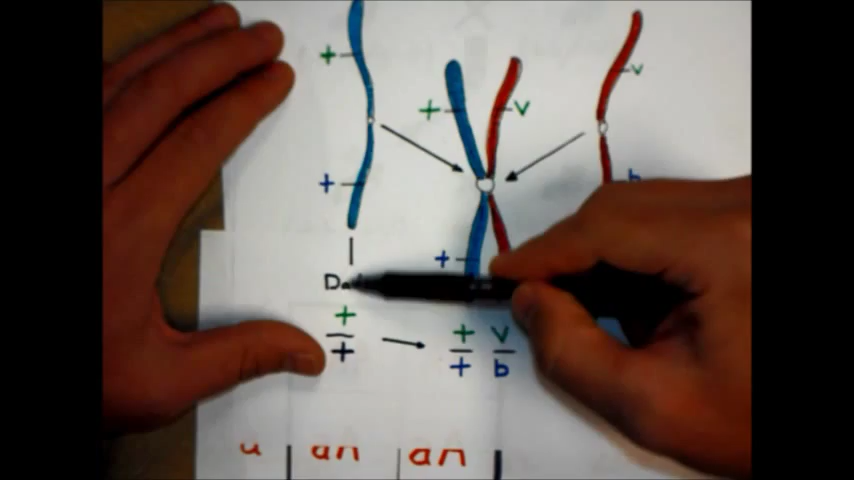 +
v
+ v
+ b
+
D
+ → + v
+ + b
a an an